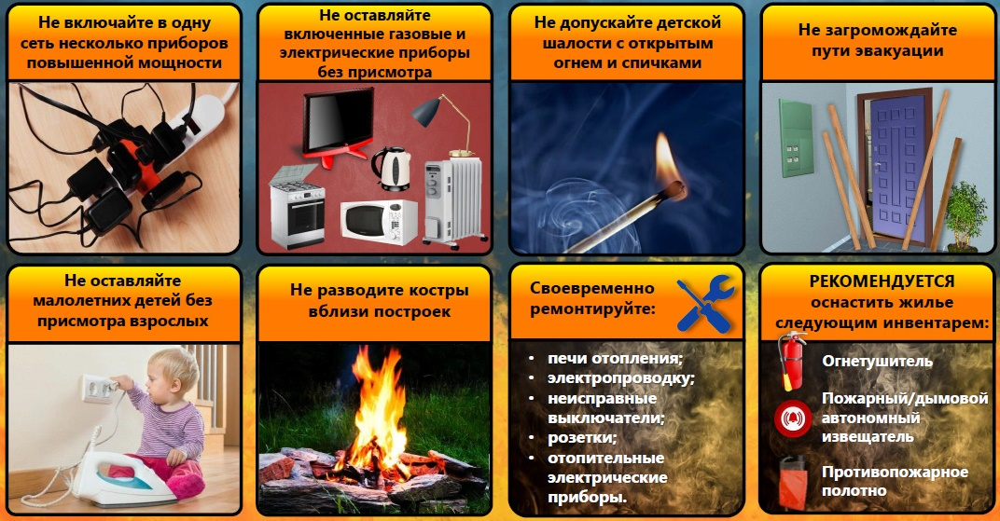 Не включайте в одну
сеть несколько приборов
повышенной мощности
Не оставляйте
включенные газовые и
электрические приборы
без присмотра
Не допускайте детской
шалости с открытым
огнем и спичками
Не загромождайте
пути эвакуации
Не оставляйте
малолетних детей без
присмотра взрослых
Не разводите костры
вблизи построек
Своевременно
ремонтируйте:
• печи отопления;
• электропроводку;
• неисправные
выключатели;
• розетки;
• отопительные
электрические
приборы.
РЕКОМЕНДУЕТСЯ
оснастить жилье
следующим инвентарем:
Огнетушитель
Пожарный/дымовой
автономный
извещатель
Противопожарное
полотно